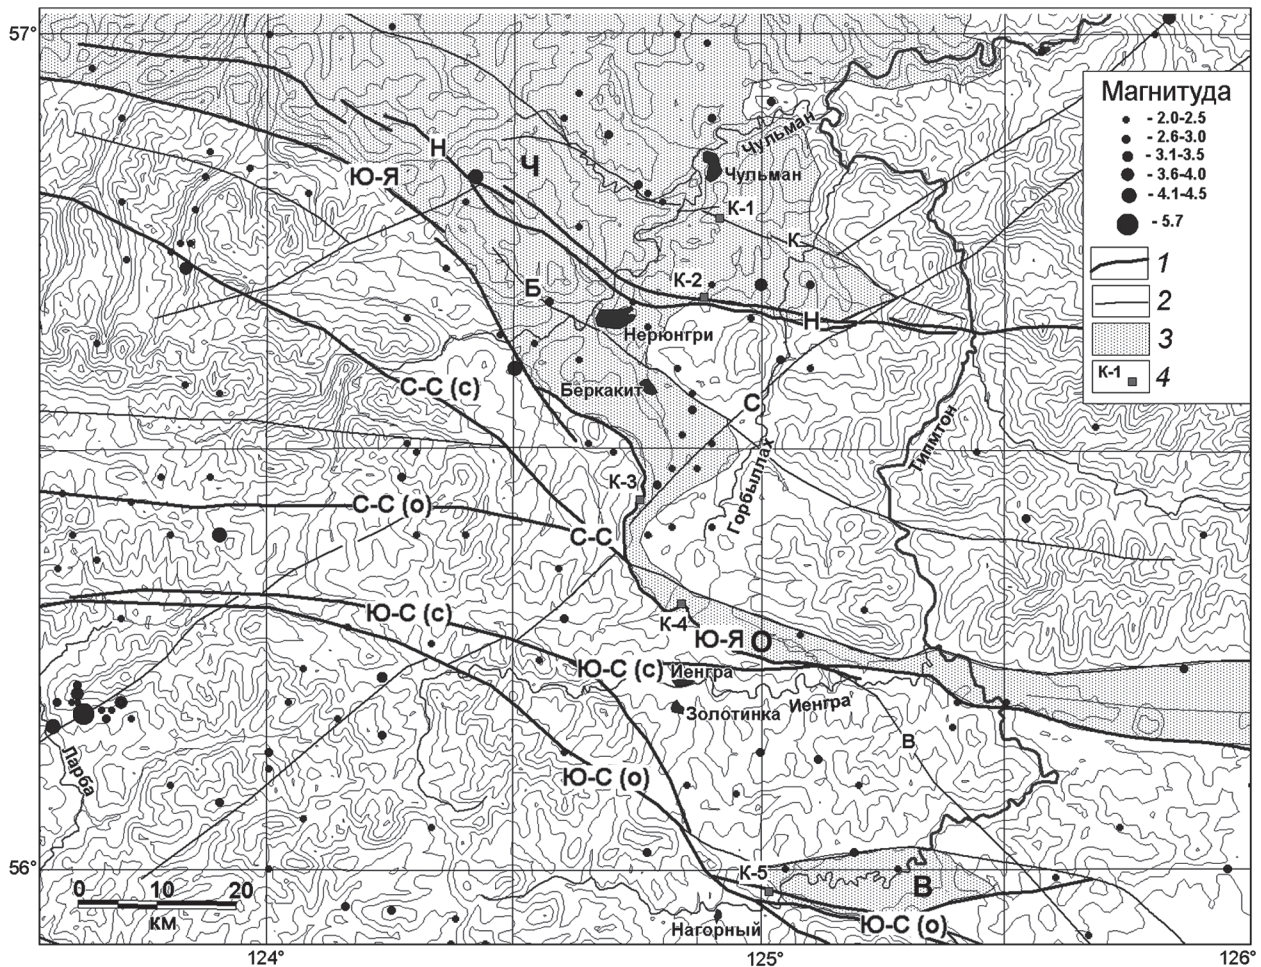 57°
Магнитуда
- 2.0-2.5
- 2.6-3.0
- 3.1-3.5
- 3.6-4.0
- 4.1-4.5
- 5.7
1
2
3
К-1
4
Чульман
Н
Ч
Ю-Я
Чульман
К-1
К
К-2
Б
Н
Нерюнгри
С-С (с)
Беркакит
С
Типмтон
К-3
Горбыллах
С-С (о)
С-С
Ю-С (с)
К-4
Ю-Я
О
Ю-С (с)
Иенгра
Золотинка
Иенгра
В
Ларба
Ю-С (о)
56°
К-5
В
0 10 20
км
Нагорный
Ю-С (о)
124°
125°
126°